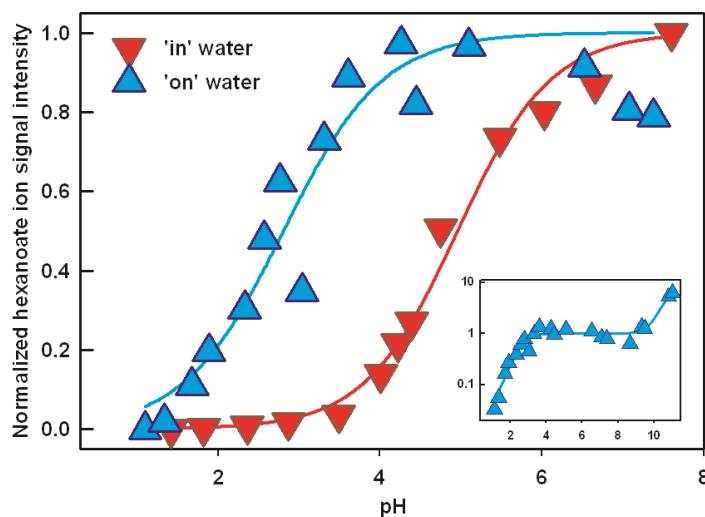 Normalized hexanoate ion signal intensity
1.0
0.8
0.6
0.4
0.2
0.0
'in' water
'on' water
10
1
0.1
2 4 6 8 10
2 4 6 8
pH